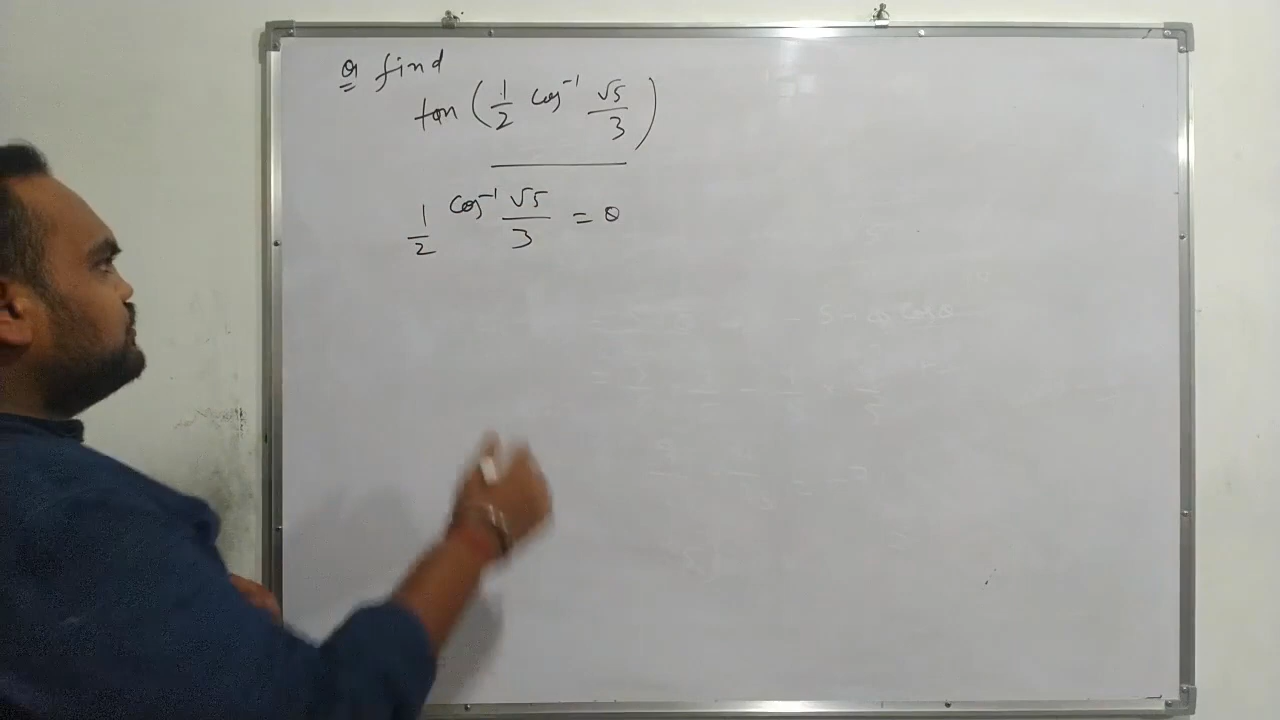 Q find
tan (1/2 cos⁻¹ √5/3)
1/2 cos⁻¹ √5/3 = θ